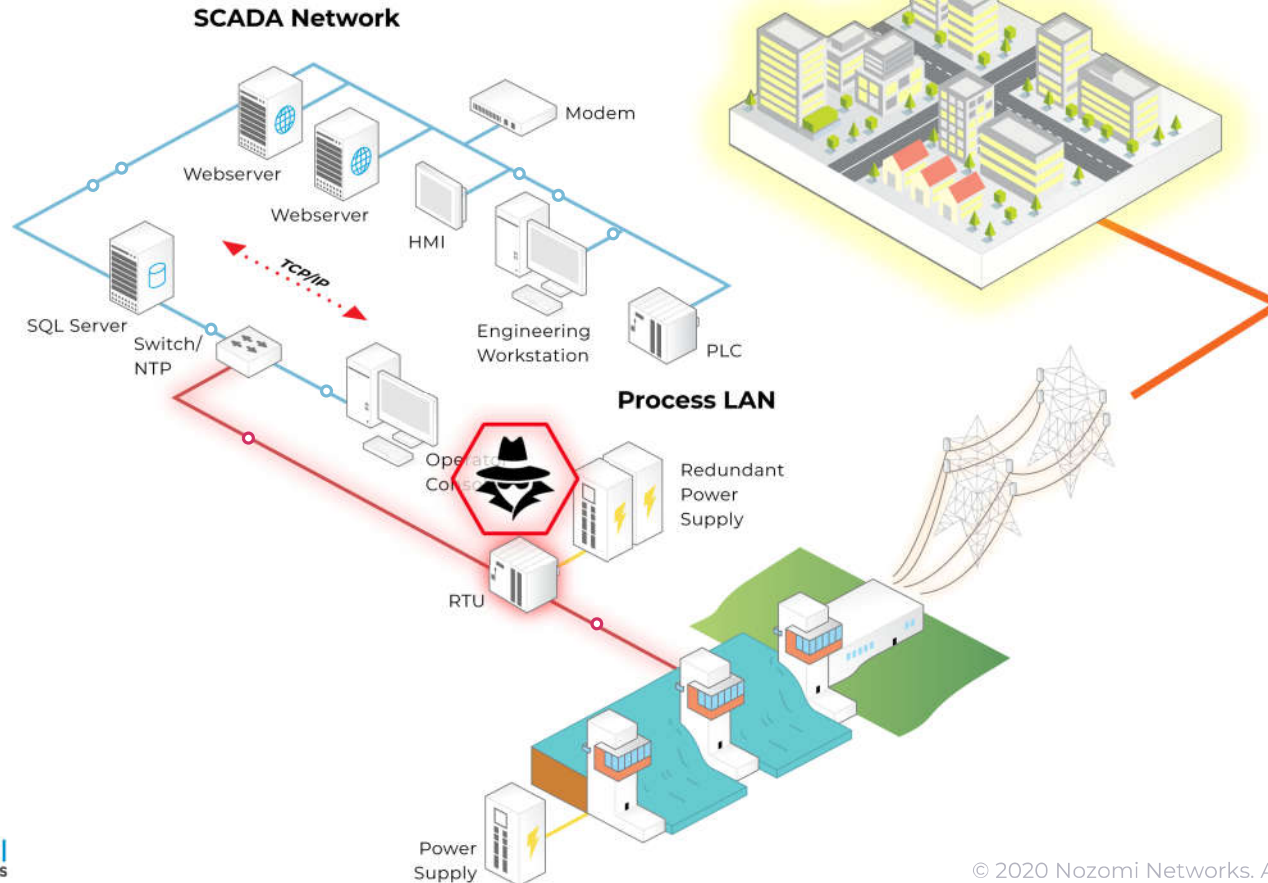 SCADA Network
Modem
Webserver
Webserver
HMI
TCP/IP
SQL Server
Switch/
NTP
Engineering
Workstation
PLC
Process LAN
Operator
Redundant
Power
Supply
RTU
Power
Supply
© 2020 Nozomi Networks. A